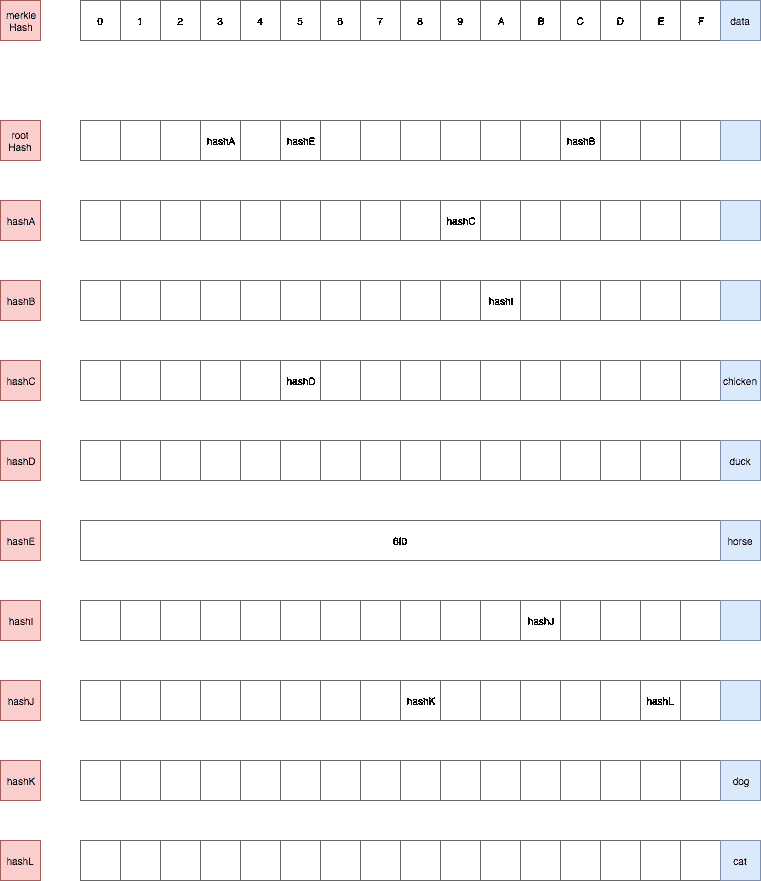 merkle
Hash
0 1 2 3 4 5 6 7 8 9 A B C D E F data
root
Hash
hashA hashE hashB
hashA hashC
hashB hashI
hashC hashD chicken
hashD duck
hashE 6f0 horse
hashI hashJ
hashJ hashK hashL
hashK dog
hashL cat